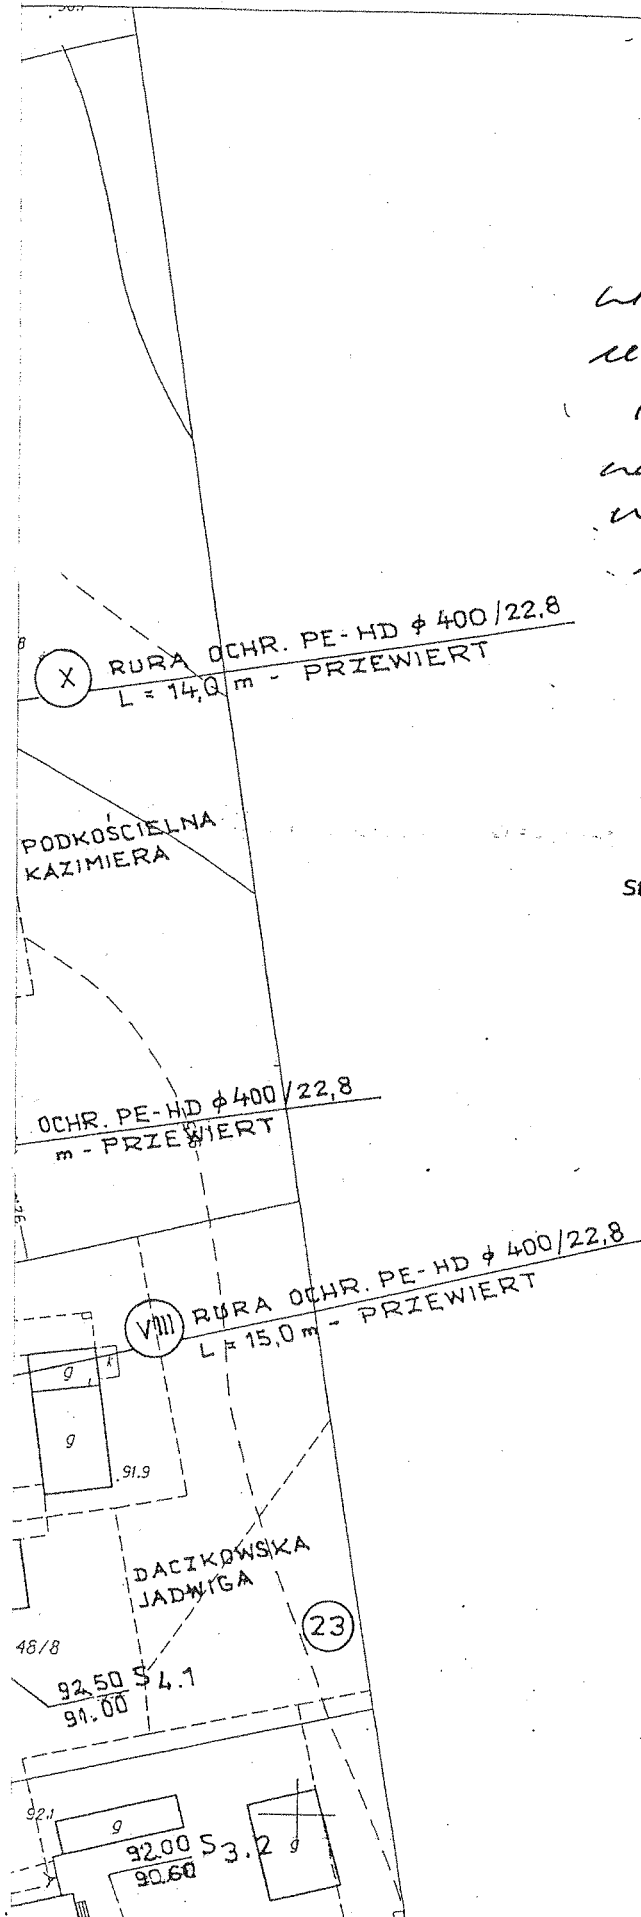 X
RURA OCHR. PE-HD ϕ 400/22,8
L = 14,0 m - PRZEWIERT
PODKOŚCIELNA
KAZIMIERA
OCHR. PE-HD ϕ 400/22,8
m - PRZEWIERT
VIII
RURA OCHR. PE-HD ϕ 400/22,8
L = 15,0 m - PRZEWIERT
g
g
91.9
DACZKOWSKA
JADWIGA
23
48/8
92.50 S 4.1
91.00
92.1
g
92.00 S 3.2
90.60
g